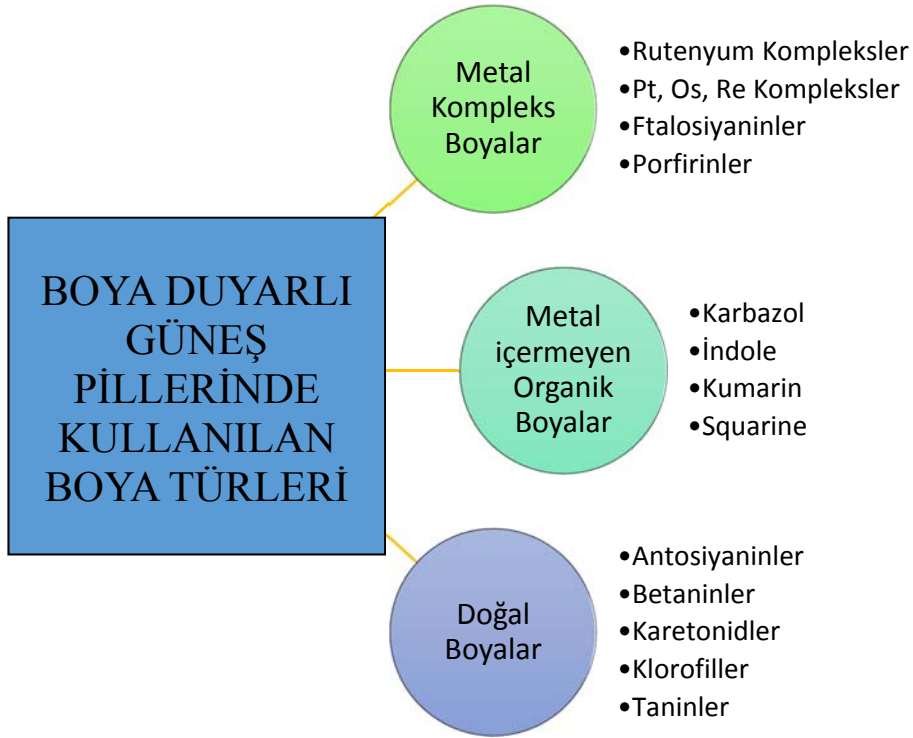 BOYA DUYARLI
GÜNEŞ
PİLLERİNDE
KULLANILAN
BOYA TÜRLERİ
Metal
Kompleks
Boyalar
•Rutenyum Kompleksler
•Pt, Os, Re Kompleksler
•Ftalosiyaninler
•Porfirinler
Metal
içermeyen
Organik
Boyalar
•Karbazol
•İndole
•Kumarin
•Squarine
Doğal
Boyalar
•Antosiyaninler
•Betaninler
•Karetonidler
•Klorofiller
•Taninler